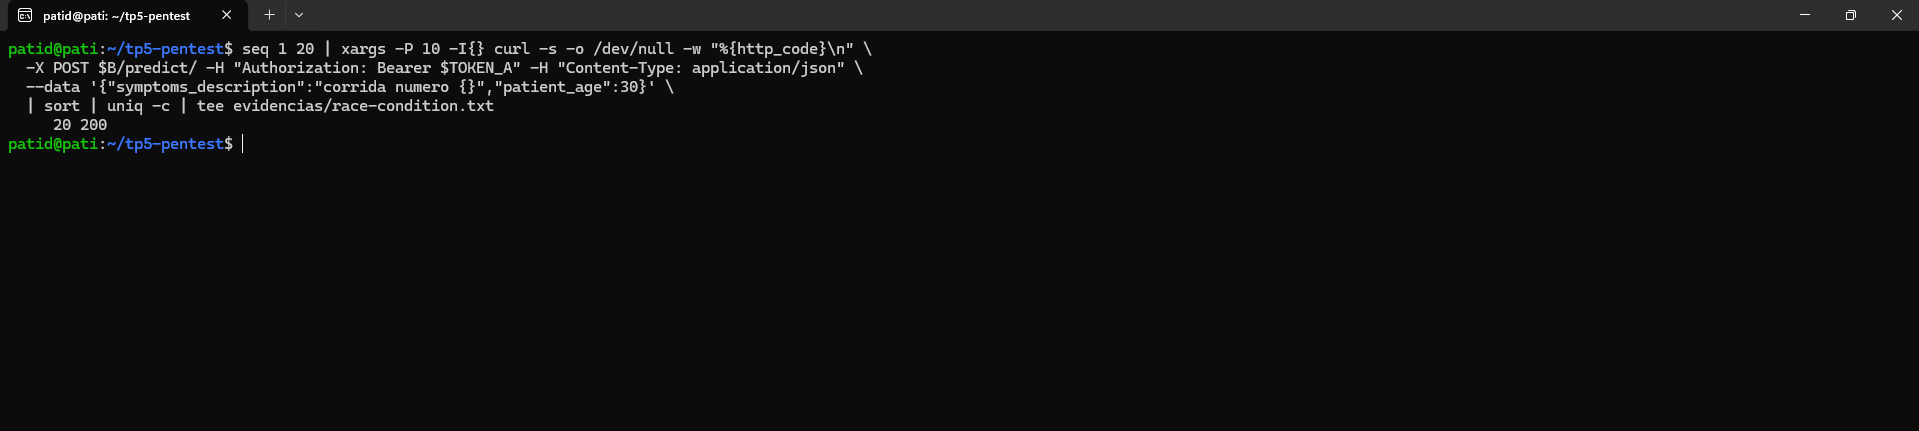 patid@pati: ~/tp5-pentest
patid@pati:~/tp5-pentest$ seq 1 20 | xargs -P 10 -I{} curl -s -o /dev/null -w "%{http_code}\n" \
-X POST $B/predict/ -H "Authorization: Bearer $TOKEN_A" -H "Content-Type: application/json" \
--data '{"symptoms_description":"corrida numero {}","patient_age":30}' \
| sort | uniq -c | tee evidencias/race-condition.txt
20 200
patid@pati:~/tp5-pentest$